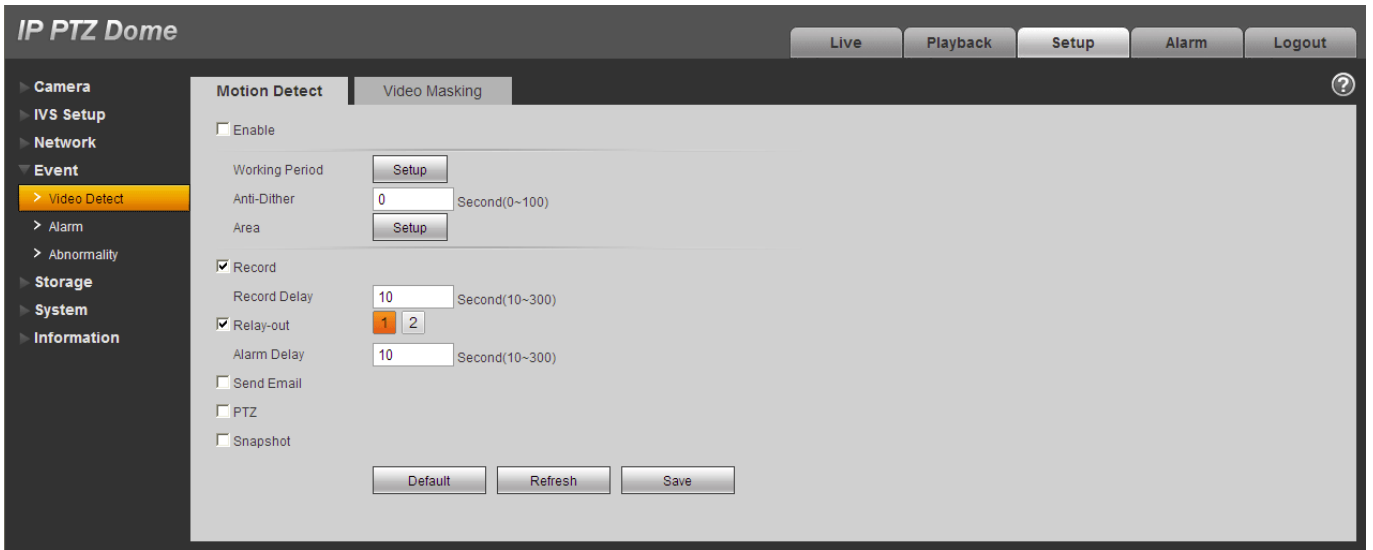 IP PTZ Dome
Live Playback Setup Alarm Logout
Camera
IVS Setup
Network
Event
> Video Detect
> Alarm
> Abnormality
Storage
System
Information
Motion Detect Video Masking ?
Enable
Working Period Setup
Anti-Dither 0 Second(0~100)
Area Setup
Record
Record Delay 10 Second(10~300)
Relay-out 1 2
Alarm Delay 10 Second(10~300)
Send Email
PTZ
Snapshot
Default Refresh Save